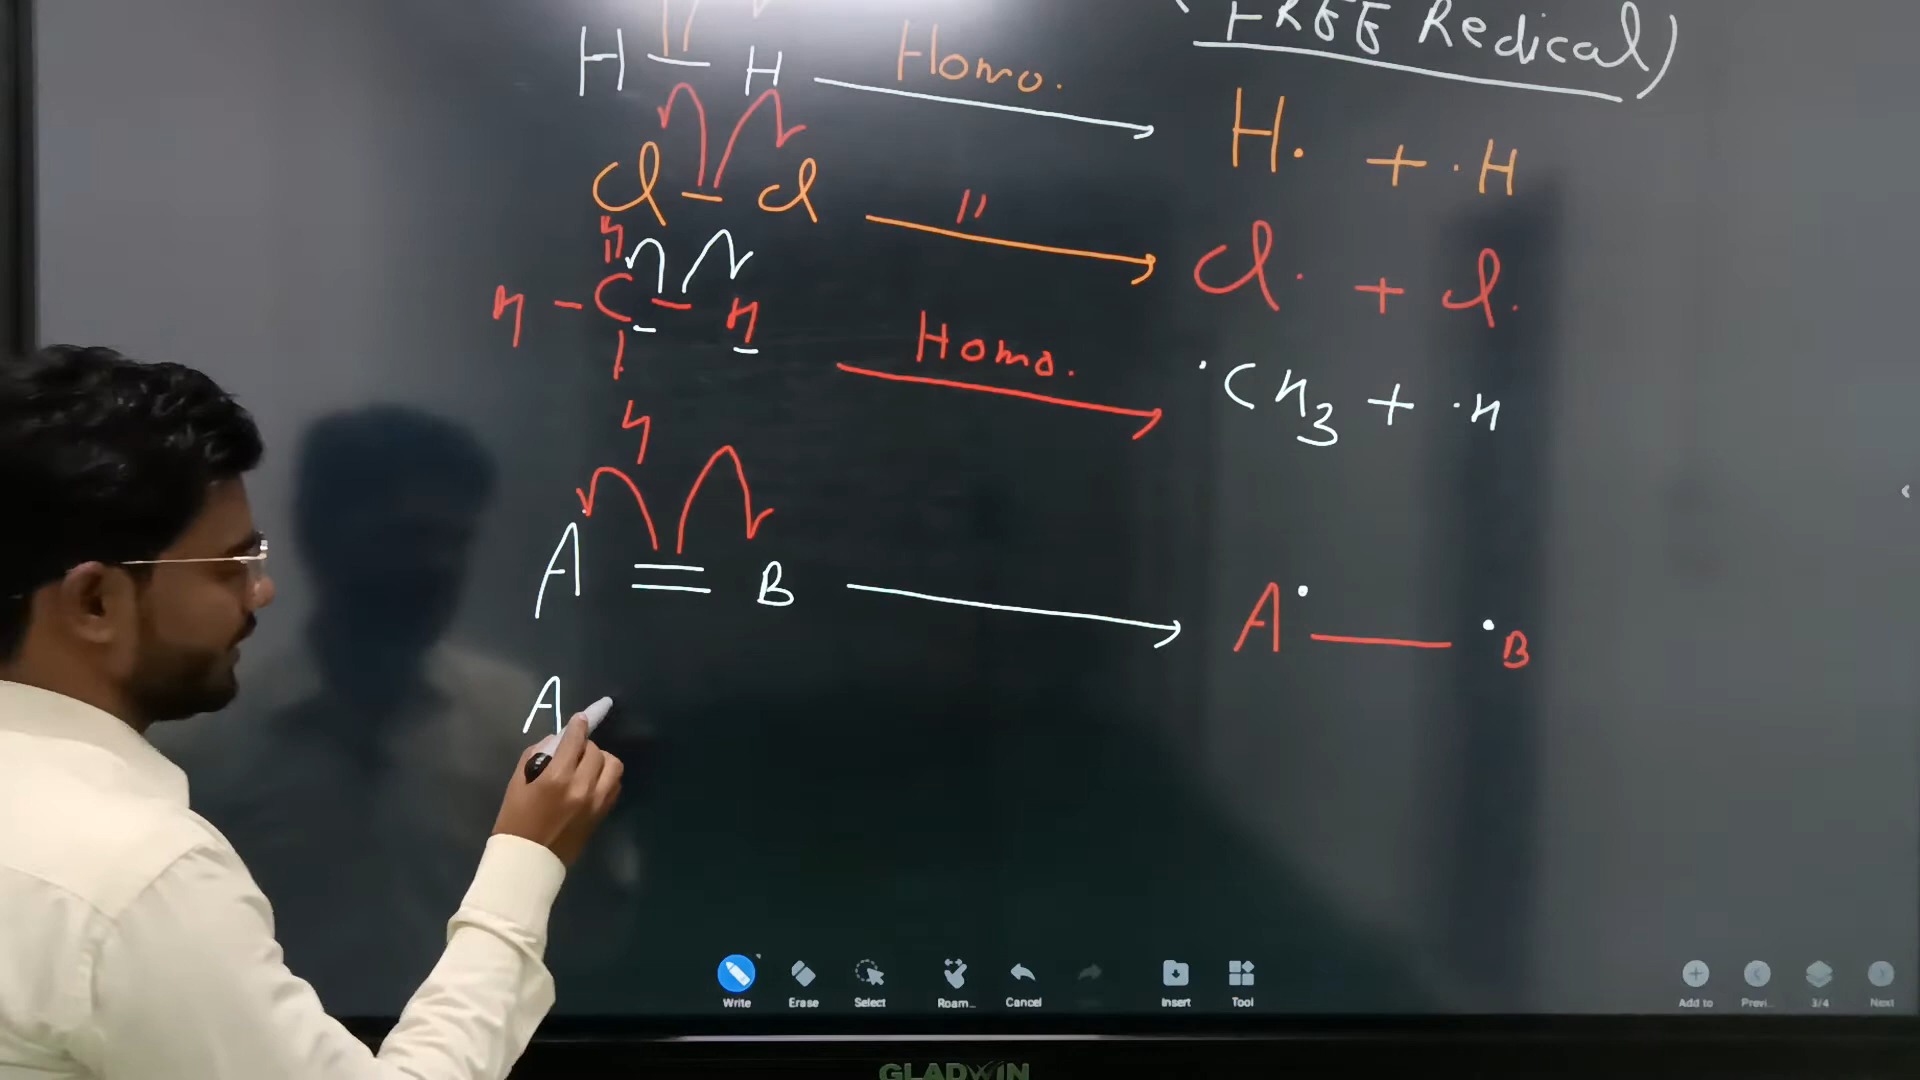 (FREE Redical)
H — H Homo. → H. + .H
Cl — Cl " → Cl. + Cl.
H
H — C — H Homo. → .CH3 + .H
H
A = B → A. — .B
A
Write Erase Select Roam... Cancel Insert Tool Add to Previ... 3/4 Next
GLADWIN